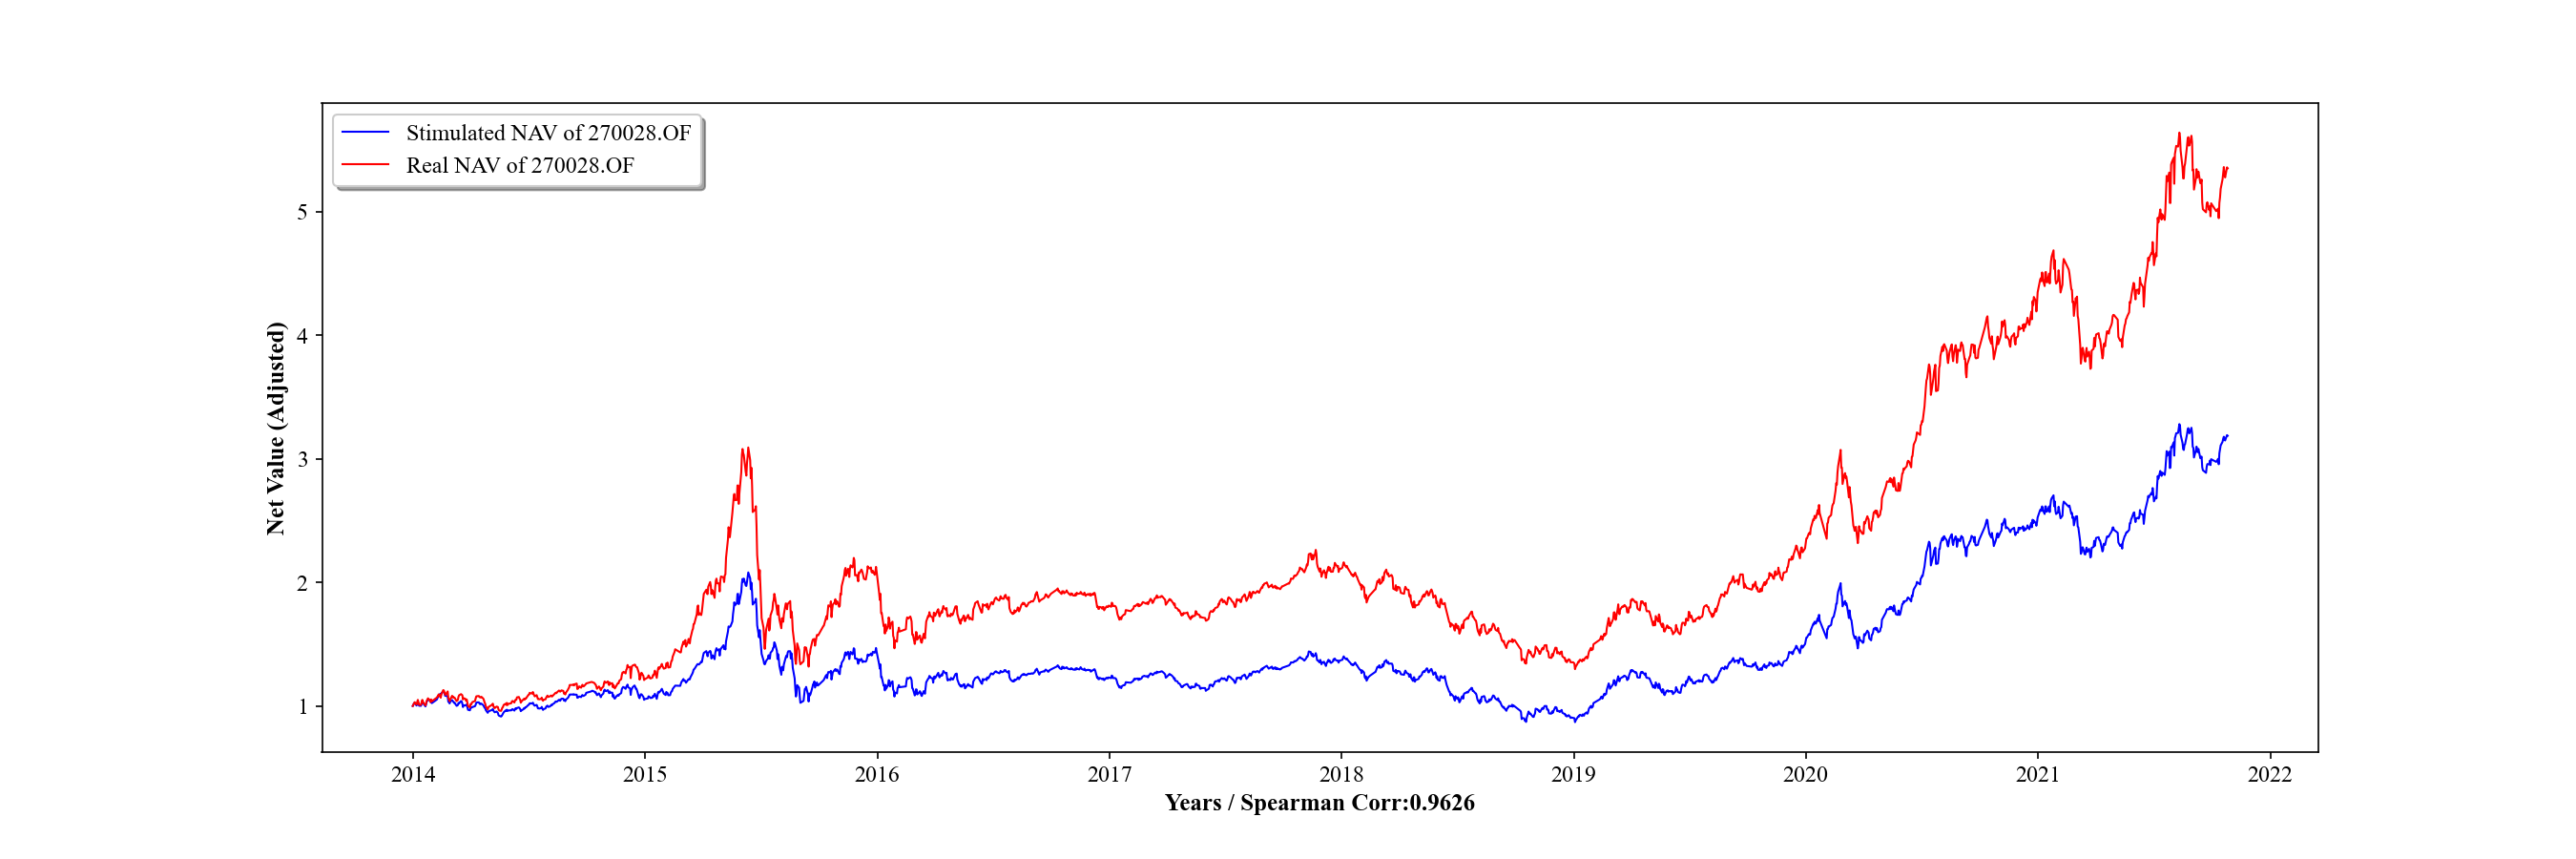 Stimulated NAV of 270028.OF
Real NAV of 270028.OF
Net Value (Adjusted)
5
4
3
2
1
2014 2015 2016 2017 2018 2019 2020 2021 2022
Years / Spearman Corr:0.9626